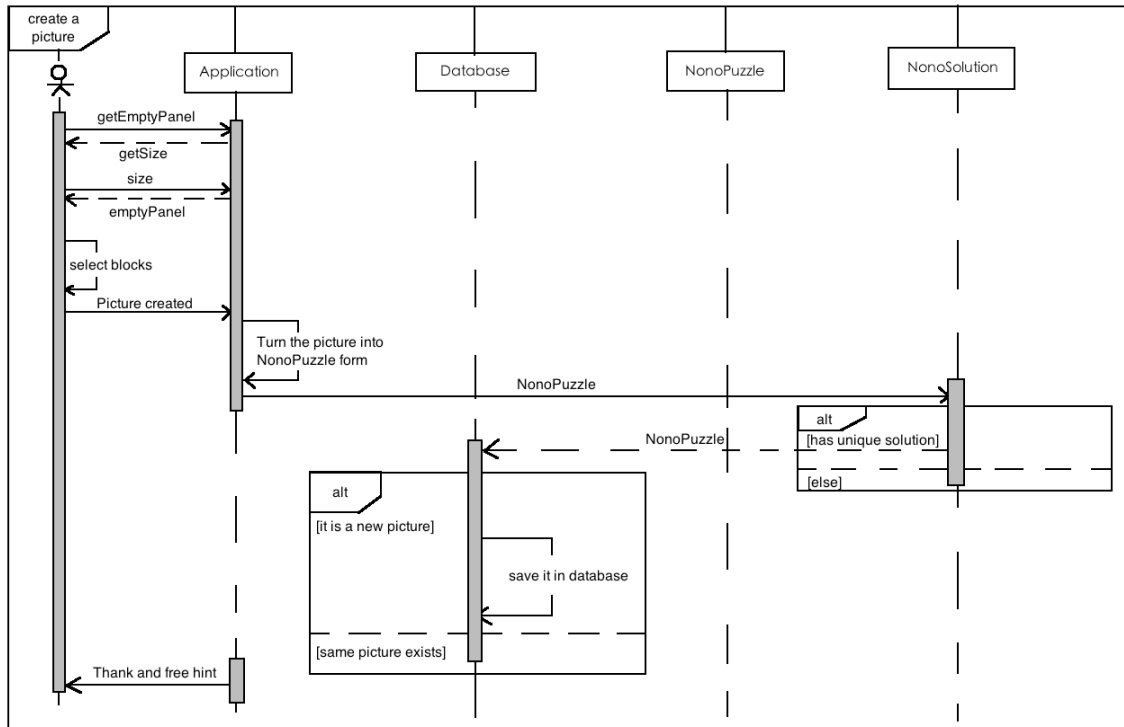 create a
picture
Application
Database
NonoPuzzle
NonoSolution
getEmptyPanel
getSize
size
emptyPanel
select blocks
Picture created
Turn the picture into
NonoPuzzle form
NonoPuzzle
alt
[has unique solution]
NonoPuzzle
[else]
alt
[it is a new picture]
save it in database
[same picture exists]
Thank and free hint